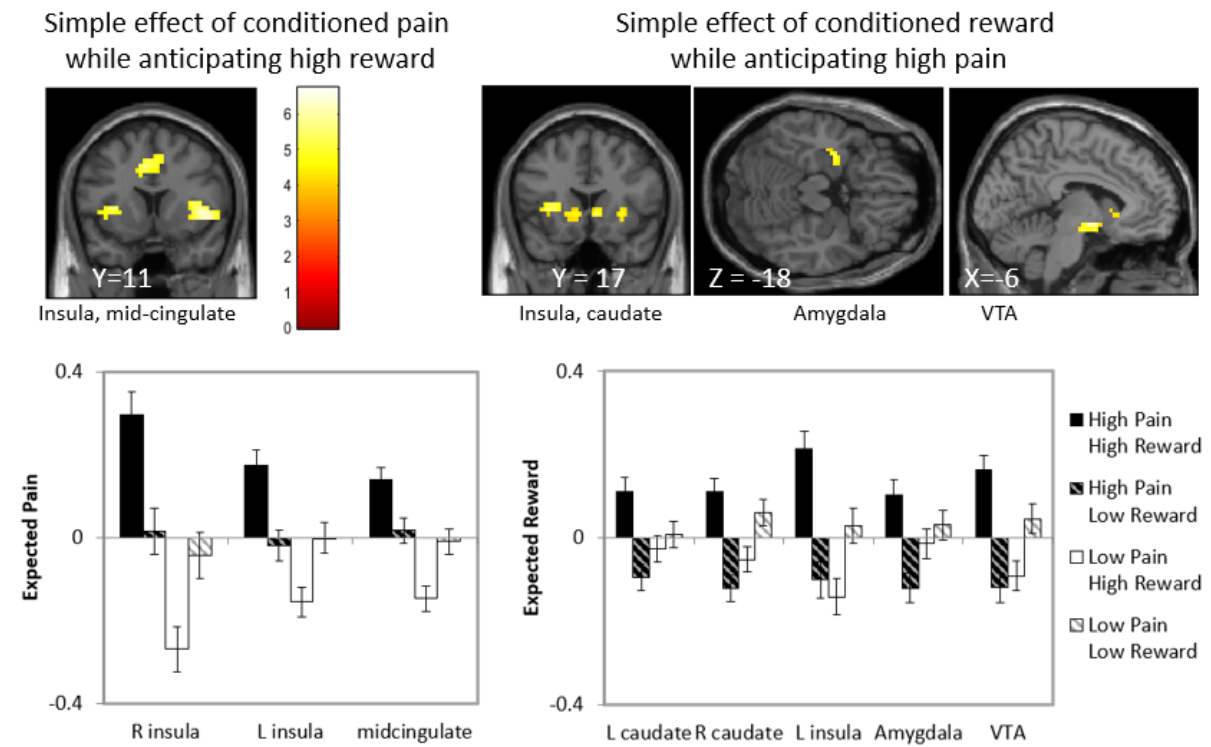 Simple effect of conditioned pain
while anticipating high reward
Simple effect of conditioned reward
while anticipating high pain
6
5
4
3
2
1
0
Y=11
Y = 17
Z = -18
X=-6
Insula, mid-cingulate
Insula, caudate
Amygdala
VTA
0.4
0
-0.4
Expected Pain
R insula
L insula
midcingulate
0.4
0
-0.4
Expected Reward
L caudate
R caudate
L insula
Amygdala
VTA
High Pain
High Reward
High Pain
Low Reward
Low Pain
High Reward
Low Pain
Low Reward